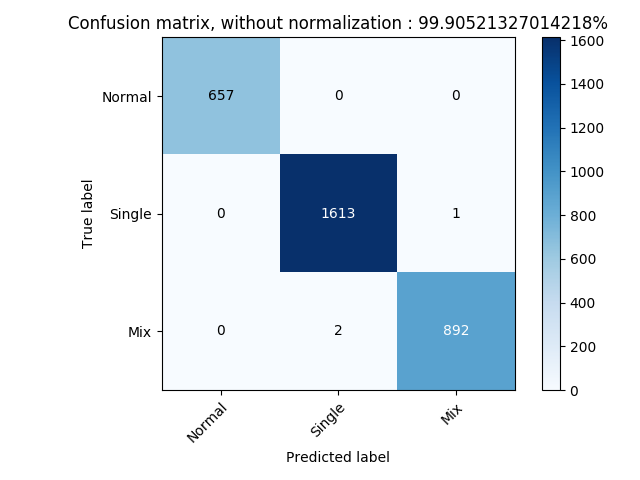 Confusion matrix, without normalization : 99.90521327014218%
True label
Normal 657 0 0
Single 0 1613 1
Mix 0 2 892
Normal Single Mix
Predicted label
1600
1400
1200
1000
800
600
400
200
0